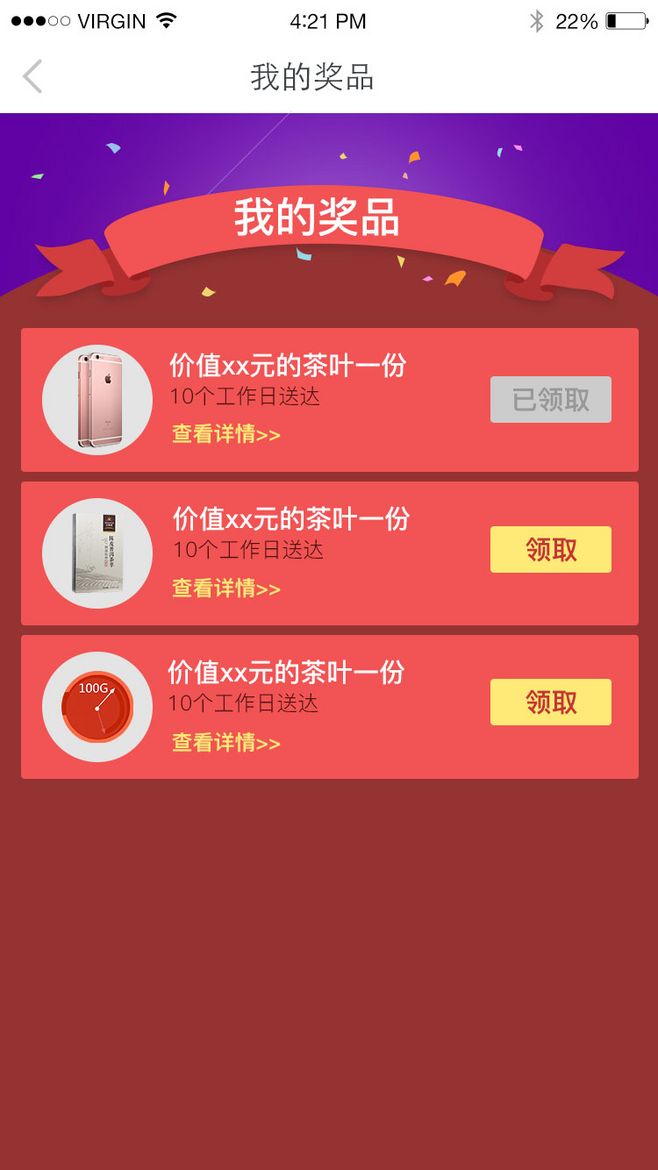 VIRGIN 4:21 PM 22%
我的奖品
我的奖品
价值xx元的茶叶一份
10个工作日送达
已领取
查看详情>>
价值xx元的茶叶一份
10个工作日送达
领取
查看详情>>
100G
价值xx元的茶叶一份
10个工作日送达
领取
查看详情>>